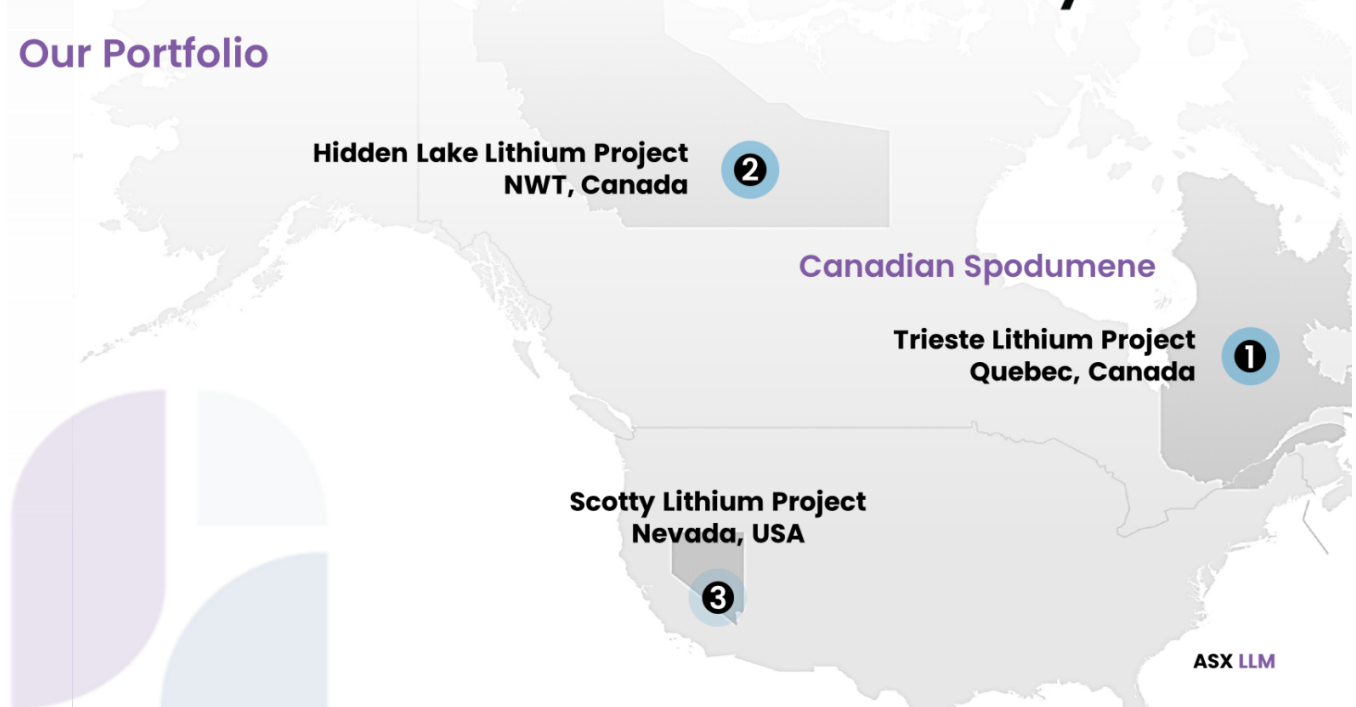 Our Portfolio
Hidden Lake Lithium Project
NWT, Canada
2
Canadian Spodumene
Trieste Lithium Project
Quebec, Canada
1
Scotty Lithium Project
Nevada, USA
3
ASX LLM